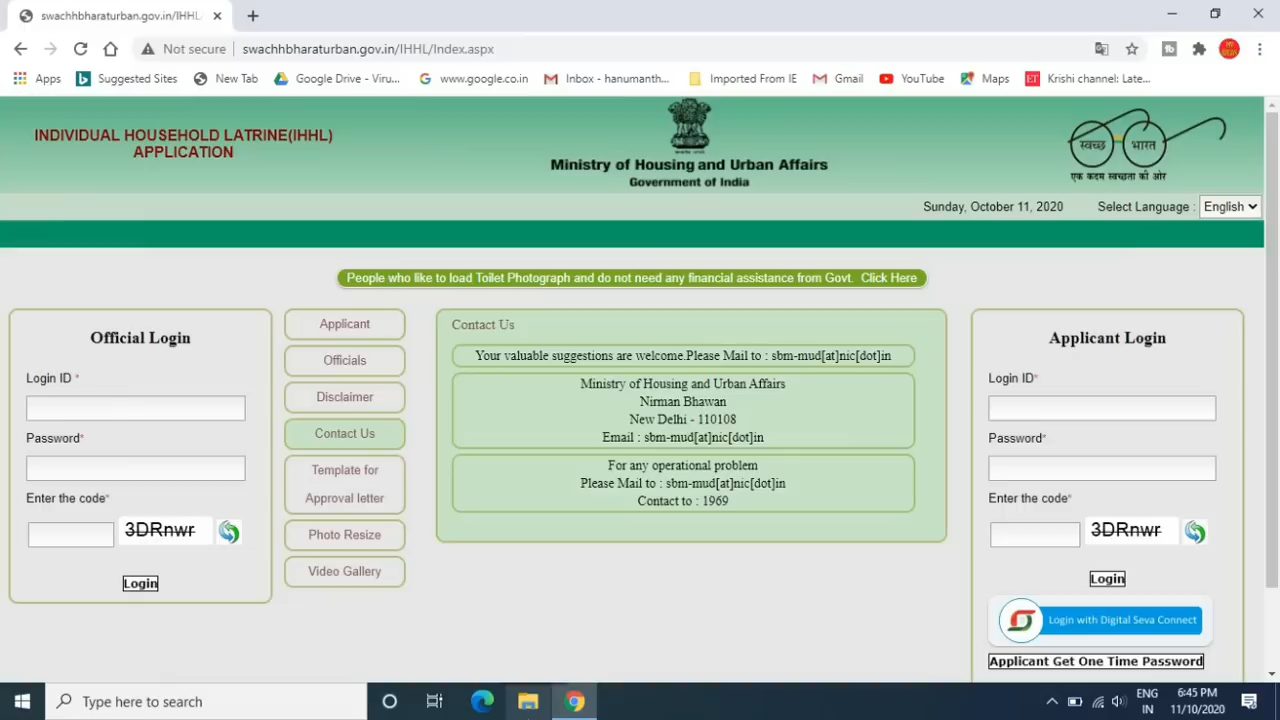 swachhbharaturban.gov.in/IHHL/
Not secure
swachhbharaturban.gov.in/IHHL/Index.aspx
Apps
Suggested Sites
New Tab
Google Drive - Viru...
www.google.co.in
Inbox - hanumanth...
Imported From IE
Gmail
YouTube
Maps
Krishi channel: Late...
INDIVIDUAL HOUSEHOLD LATRINE(IHHL)
APPLICATION
Ministry of Housing and Urban Affairs
Government of India
स्वच्छ भारत
एक कदम स्वच्छता की ओर
Sunday, October 11, 2020
Select Language :
English
People who like to load Toilet Photograph and do not need any financial assistance from Govt. Click Here
Official Login
Login ID *
Password*
Enter the code*
3DRnwr
Login
Applicant
Officials
Disclaimer
Contact Us
Template for
Approval letter
Photo Resize
Video Gallery
Contact Us
Your valuable suggestions are welcome.Please Mail to : sbm-mud[at]nic[dot]in
Ministry of Housing and Urban Affairs
Nirman Bhawan
New Delhi - 110108
Email : sbm-mud[at]nic[dot]in
For any operational problem
Please Mail to : sbm-mud[at]nic[dot]in
Contact to : 1969
Applicant Login
Login ID*
Password*
Enter the code*
3DRnwr
Login
Login with Digital Seva Connect
Applicant Get One Time Password
Type here to search
ENG
IN
6:45 PM
11/10/2020